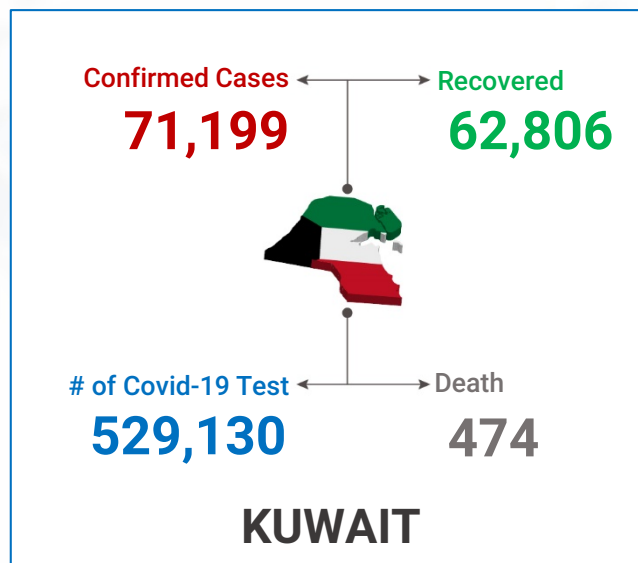 Confirmed Cases
71,199
Recovered
62,806
# of Covid-19 Test
529,130
Death
474
KUWAIT